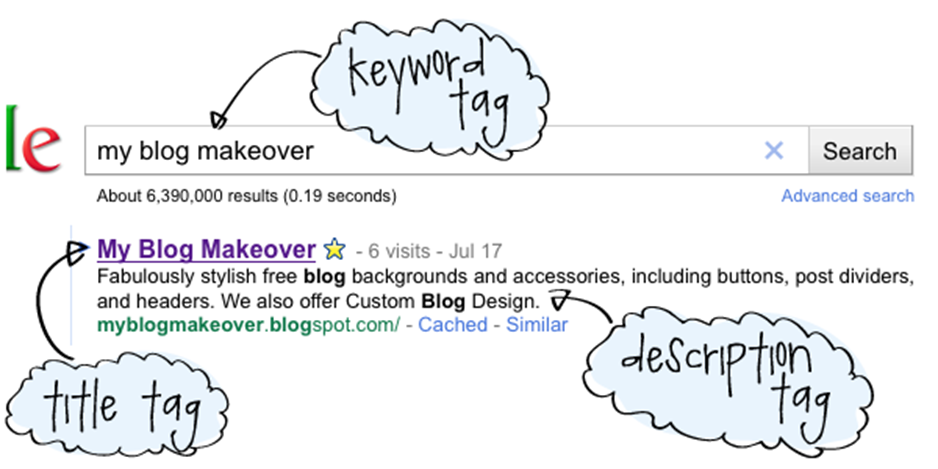 keyword
tag
le
my blog makeover × Search
About 6,390,000 results (0.19 seconds) Advanced search
My Blog Makeover - 6 visits - Jul 17
Fabulously stylish free blog backgrounds and accessories, including buttons, post dividers,
and headers. We also offer Custom Blog Design.
myblogmakeover.blogspot.com/ - Cached - Similar
description
tag
title tag